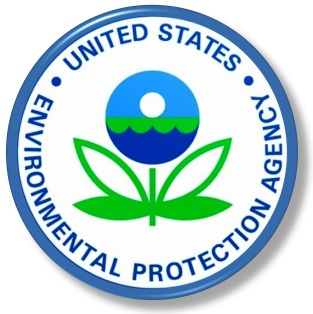 UNITED STATES
ENVIRONMENTAL PROTECTION AGENCY